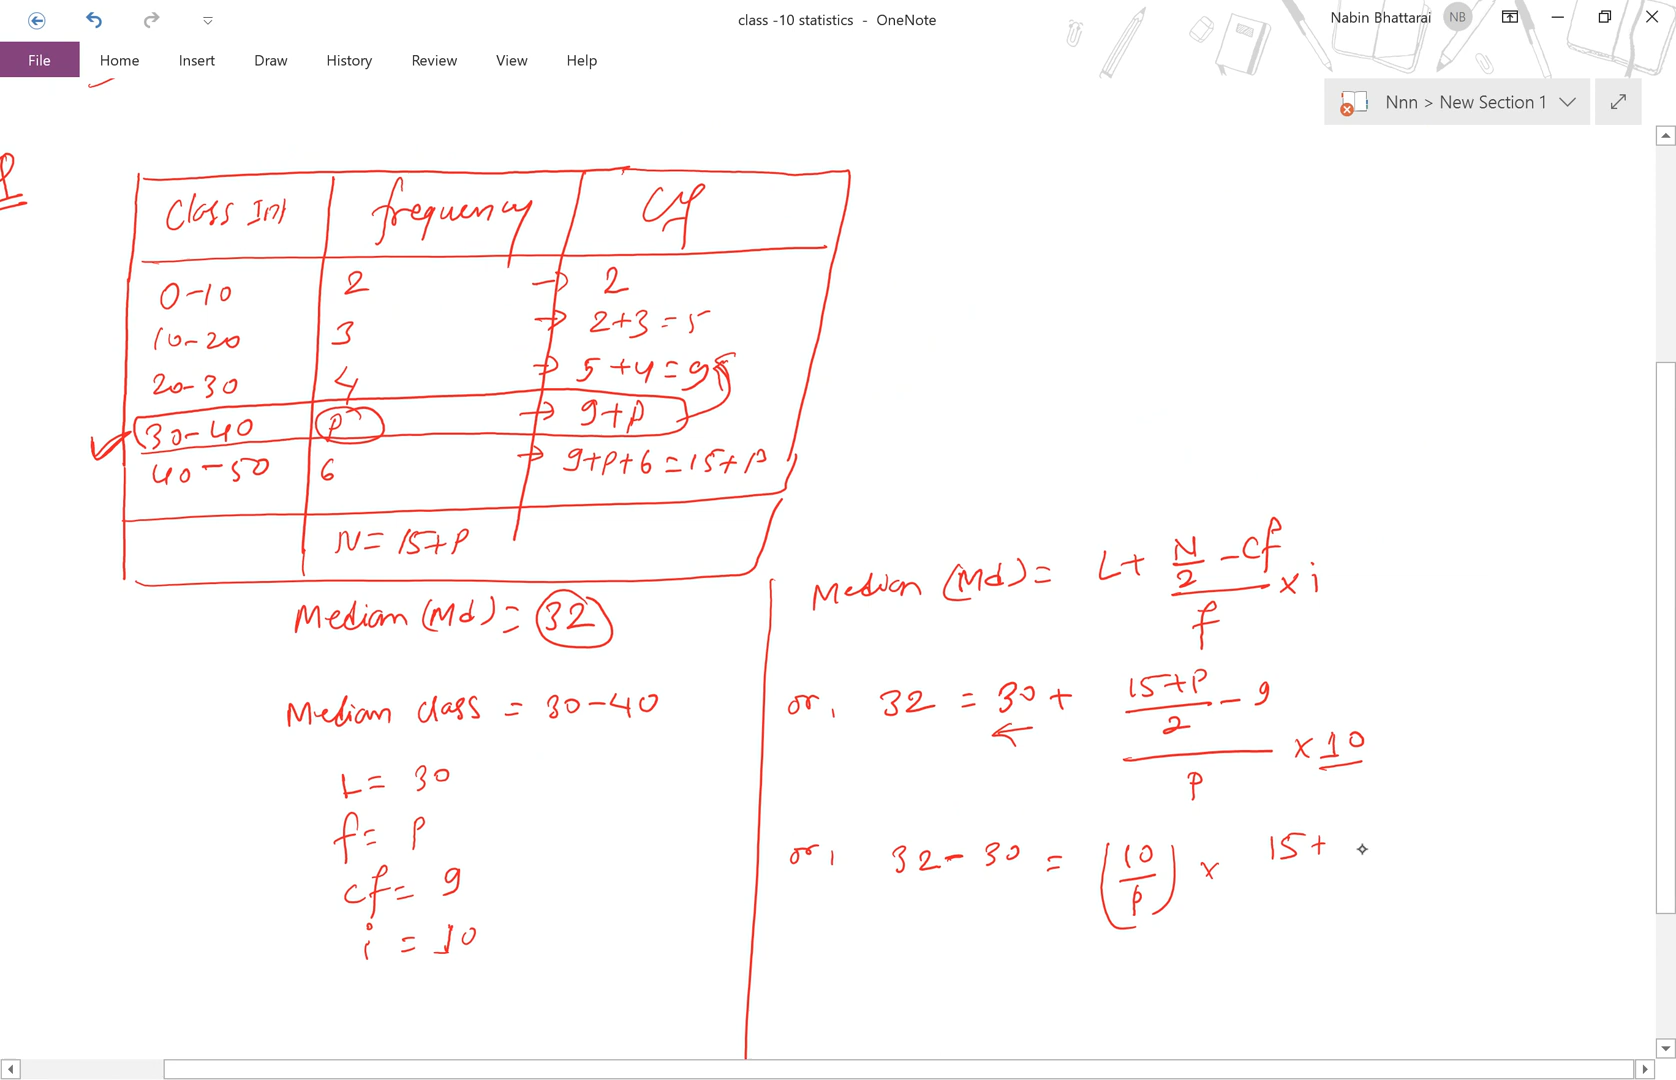 class -10 statistics - OneNote
Nabin Bhattarai NB
File Home Insert Draw History Review View Help
Nnn > New Section 1
Class Int frequency Cf
0-10 2 → 2
10-20 3 → 2+3=5
20-30 4 → 5+4=9
30-40 P → 9+P
40-50 6 → 9+P+6=15+P
N= 15+P
Median (Md)= 32
Median class = 30-40
L= 30
f= P
cf= 9
i = 10
Median (Md)= L+ N/2 -cf / f × i
or, 32 = 30 + 15+P/2 - 9 / P × 10
or, 32 - 30 = (10/P) × 15+